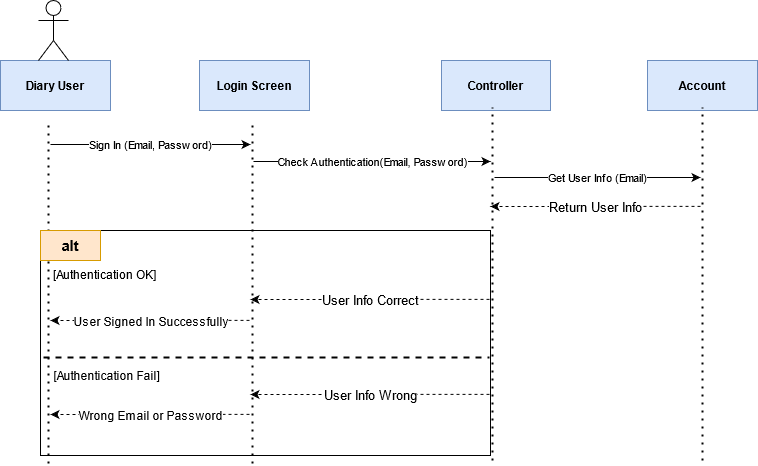 Diary User
Login Screen
Controller
Account
Sign In (Email, Password)
Check Authentication(Email, Password)
Get User Info (Email)
Return User Info
alt
[Authentication OK]
User Info Correct
User Signed In Successfully
[Authentication Fail]
User Info Wrong
Wrong Email or Password